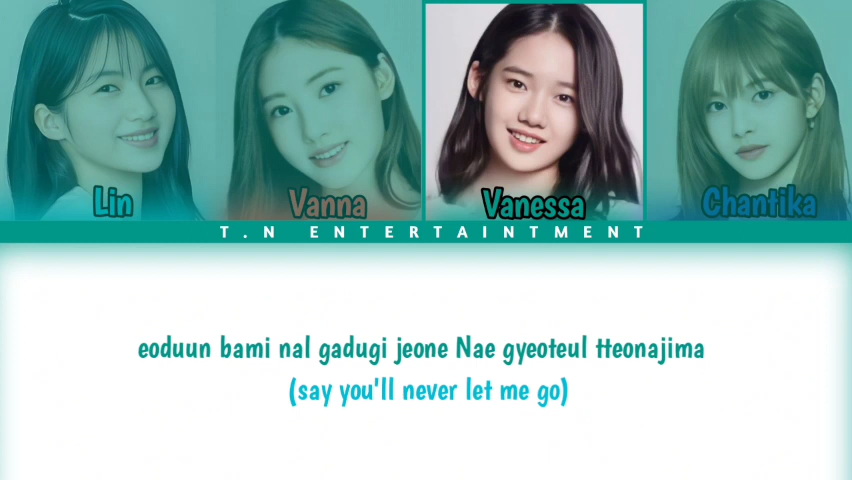 Lin Vanna Vanessa Chantika
T.N ENTERTAINTMENT
eoduun bami nal gadugi jeone Nae gyeoteul tteonajima
(say you'll never let me go)